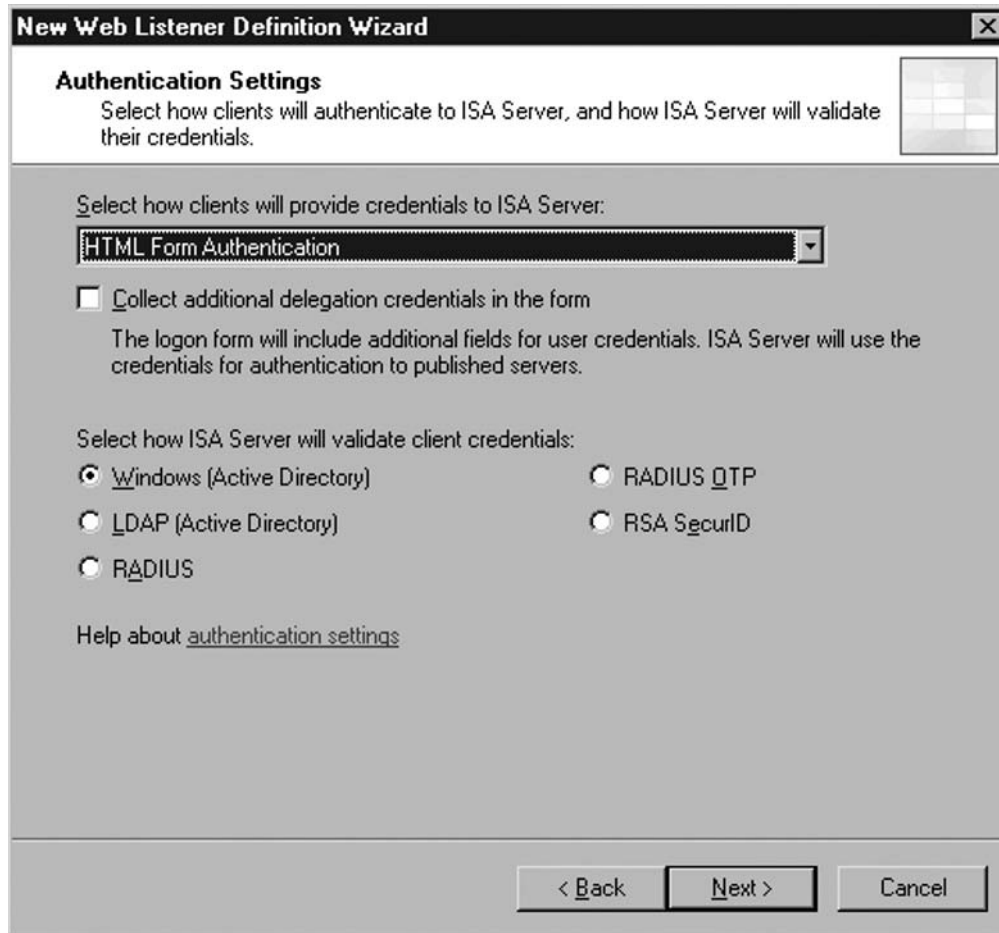 New Web Listener Definition Wizard
Authentication Settings
Select how clients will authenticate to ISA Server, and how ISA Server will validate
their credentials.
Select how clients will provide credentials to ISA Server:
HTML Form Authentication
Collect additional delegation credentials in the form
The logon form will include additional fields for user credentials. ISA Server will use the
credentials for authentication to published servers.
Select how ISA Server will validate client credentials:
Windows (Active Directory)
RADIUS OTP
LDAP (Active Directory)
RSA SecurID
RADIUS
Help about authentication settings
< Back
Next >
Cancel